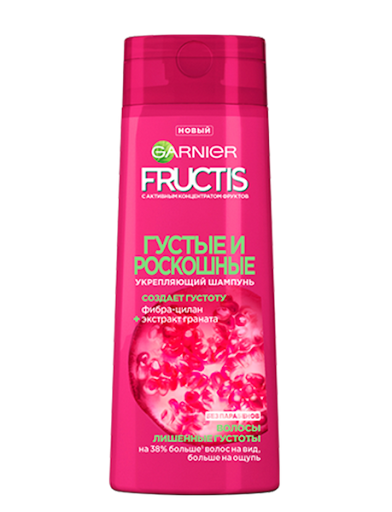 НОВЫЙ
GARNIER
FRUCTIS
С АКТИВНЫМ КОНЦЕНТРАТОМ ФРУКТОВ
ГУСТЫЕ И
РОСКОШНЫЕ
УКРЕПЛЯЮЩИЙ ШАМПУНЬ
СОЗДАЕТ ГУСТОТУ
фибра-цилан
+ экстракт граната
БЕЗ ПАРАБЕНОВ
ВОЛОСЫ
ЛИШЕННЫЕ ГУСТОТЫ
на 38% больше¹ волос на вид,
больше на ощупь